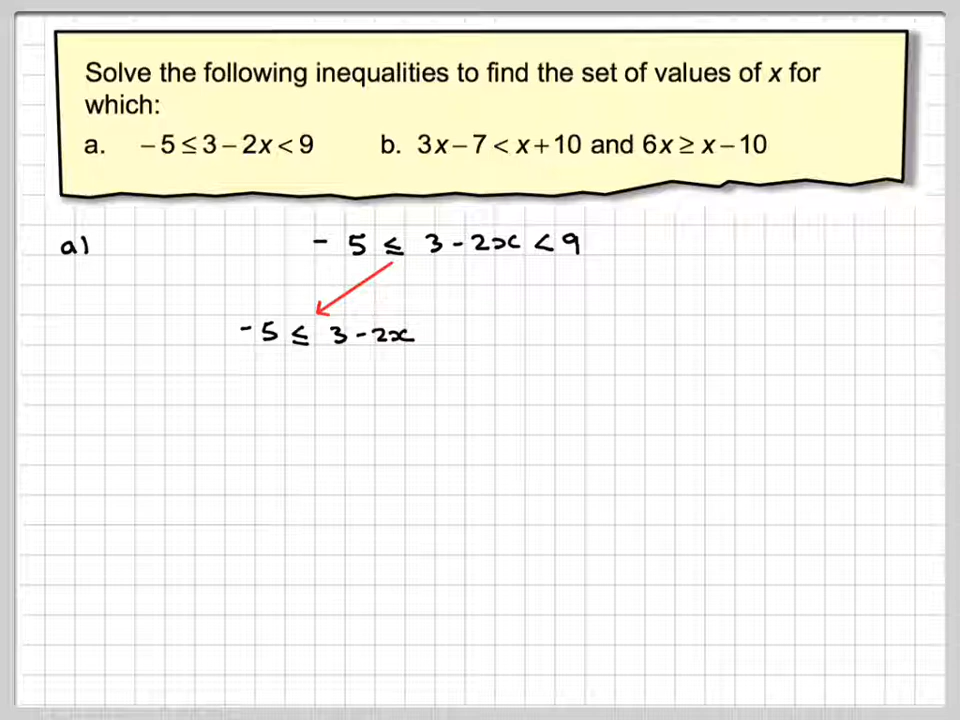 Solve the following inequalities to find the set of values of x for
which:
a. −5 ≤ 3 − 2x < 9 b. 3x − 7 < x + 10 and 6x ≥ x − 10
a) − 5 ≤ 3 − 2x < 9
−5 ≤ 3 − 2x